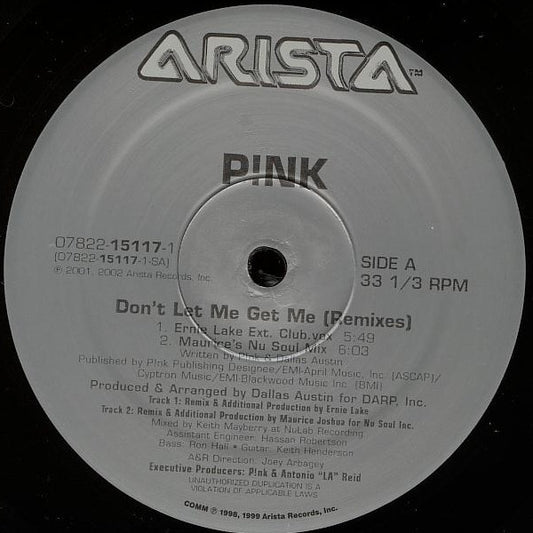 ARISTA™
P!NK
07822-15117-1
(07822-15117-1-SA)
℗ 2001, 2002 Arista Records, Inc.
SIDE A
33 1/3 RPM
Don't Let Me Get Me (Remixes)
1. Ernie Lake Ext. Club.vox 5:49
2. Maurice's Nu Soul Mix 6:03
Written by P!nk & Dallas Austin
Published by P!nk Publishing Designee/EMI-April Music, Inc. (ASCAP)/
Cyptron Music/EMI-Blackwood Music Inc. (BMI)
Produced & Arranged by Dallas Austin for DARP, Inc.
Track 1: Remix & Additional Production by Ernie Lake
Track 2: Remix & Additional Production by Maurice Joshua for Nu Soul Inc.
Mixed by Keith Mayberry at NuLab Recording
Assistant Engineer: Hassan Robertson
Bass: Ron Hall • Guitar: Keith Henderson
A&R Direction: Joey Arbagey
Executive Producers: P!nk & Antonio "LA" Reid
UNAUTHORIZED DUPLICATION IS A
VIOLATION OF APPLICABLE LAWS
COMM ℗ 1998, 1999 Arista Records, Inc.